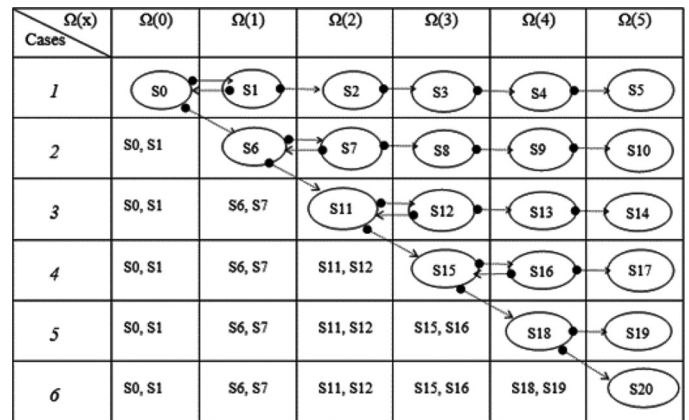 Ω(x) Ω(0) Ω(1) Ω(2) Ω(3) Ω(4) Ω(5)
Cases
1 S0 S1 S2 S3 S4 S5
2 S0, S1 S6 S7 S8 S9 S10
3 S0, S1 S6, S7 S11 S12 S13 S14
4 S0, S1 S6, S7 S11, S12 S15 S16 S17
5 S0, S1 S6, S7 S11, S12 S15, S16 S18 S19
6 S0, S1 S6, S7 S11, S12 S15, S16 S18, S19 S20